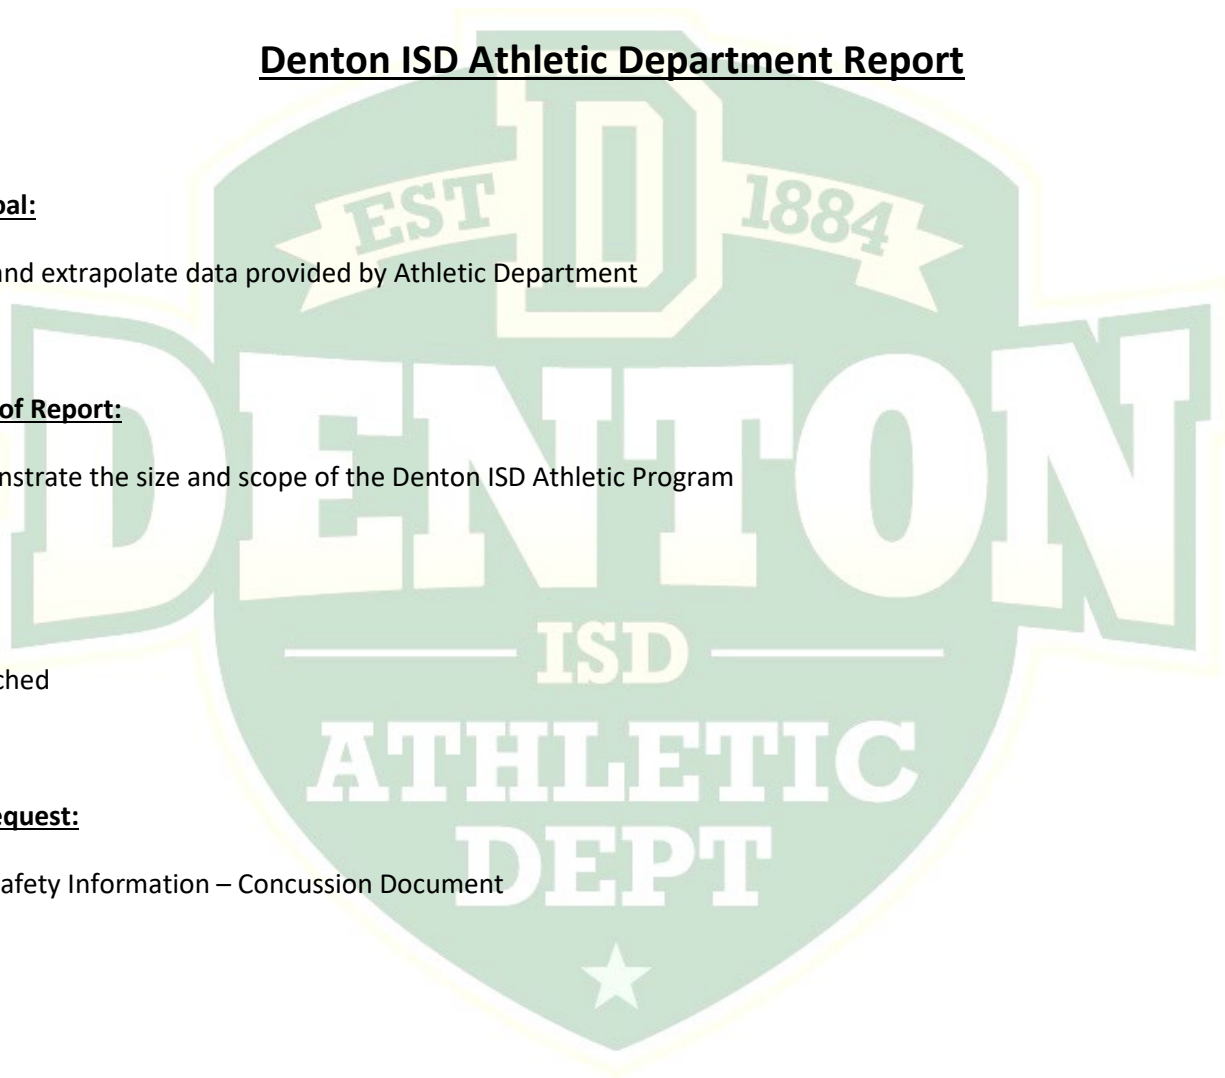 Denton ISD Athletic Department Report
oal:
and extrapolate data provided by Athletic Department
of Report:
nstrate the size and scope of the Denton ISD Athletic Program
ched
equest:
afety Information – Concussion Document
D
EST 1884
DENTON
ISD
ATHLETIC
DEPT